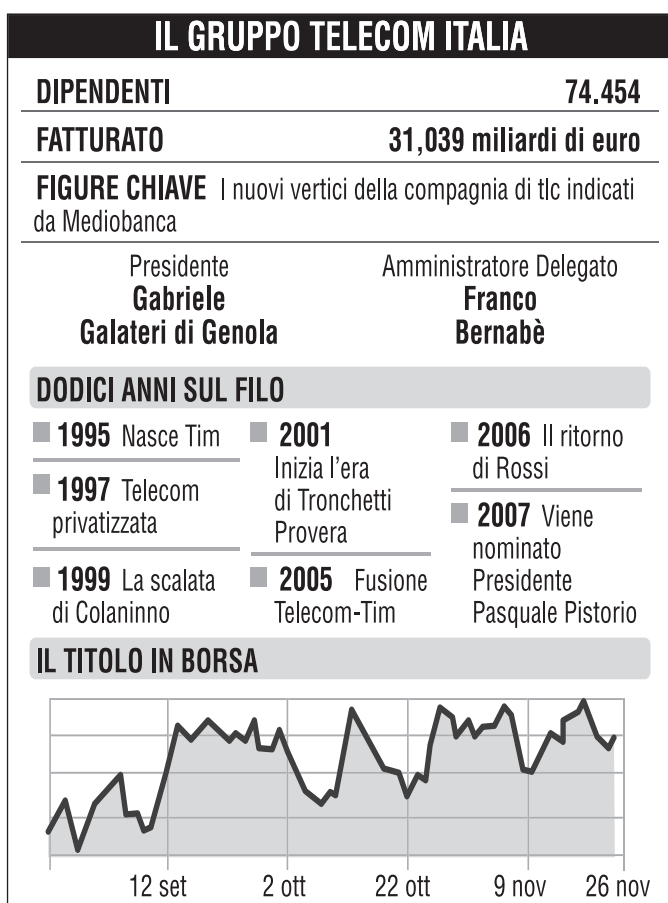 IL GRUPPO TELECOM ITALIA
DIPENDENTI 74.454
FATTURATO 31,039 miliardi di euro
FIGURE CHIAVE I nuovi vertici della compagnia di tlc indicati
da Mediobanca
Presidente
Gabriele
Galateri di Genola
Amministratore Delegato
Franco
Bernabè
DODICI ANNI SUL FILO
1995 Nasce Tim
1997 Telecom
privatizzata
1999 La scalata
di Colaninno
2001
Inizia l'era
di Tronchetti
Provera
2005 Fusione
Telecom-Tim
2006 Il ritorno
di Rossi
2007 Viene
nominato
Presidente
Pasquale Pistorio
IL TITOLO IN BORSA
12 set 2 ott 22 ott 9 nov 26 nov